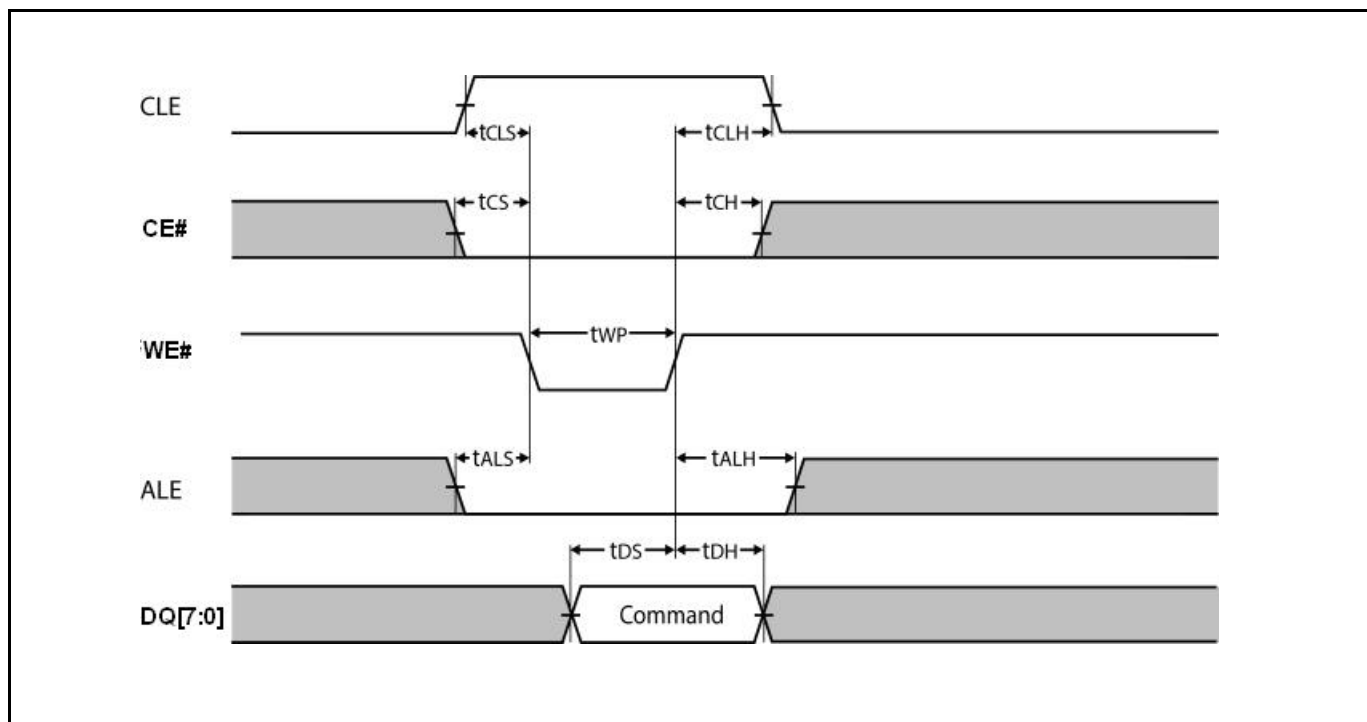 CLE
tCLS
tCLH
CE#
tCS
tCH
WE#
tWP
ALE
tALS
tALH
DQ[7:0]
tDS
tDH
Command